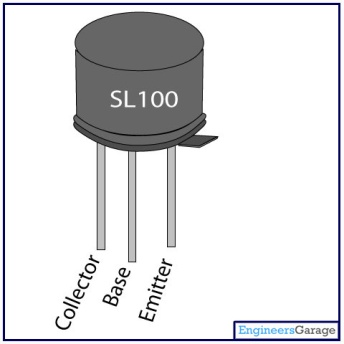 SL100
Collector
Base
Emitter
EngineersGarage